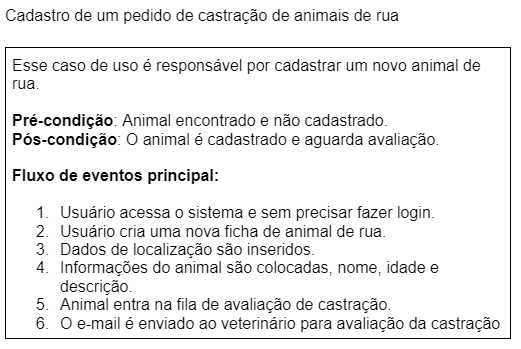 Cadastro de um pedido de castração de animais de rua
Esse caso de uso é responsável por cadastrar um novo animal de
rua.
Pré-condição: Animal encontrado e não cadastrado.
Pós-condição: O animal é cadastrado e aguarda avaliação.
Fluxo de eventos principal:
1. Usuário acessa o sistema e sem precisar fazer login.
2. Usuário cria uma nova ficha de animal de rua.
3. Dados de localização são inseridos.
4. Informações do animal são colocadas, nome, idade e
descrição.
5. Animal entra na fila de avaliação de castração.
6. O e-mail é enviado ao veterinário para avaliação da castração